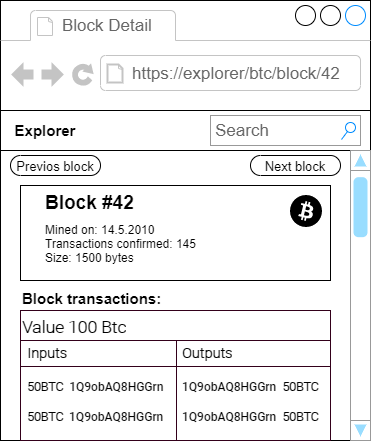 Block Detail
https://explorer/btc/block/42
Explorer
Search
Previos block
Next block
Block #42
Mined on: 14.5.2010
Transactions confirmed: 145
Size: 1500 bytes
Block transactions:
Value 100 Btc
Inputs Outputs
50BTC 1Q9obAQ8HGGrn 1Q9obAQ8HGGrn 50BTC
50BTC 1Q9obAQ8HGGrn 1Q9obAQ8HGGrn 50BTC